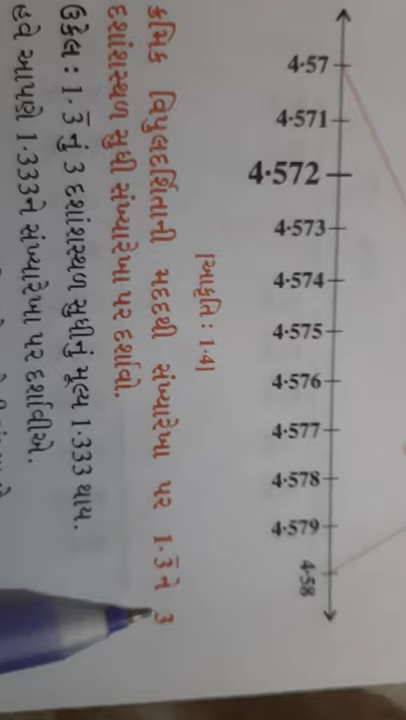 4·57
4·571
4·572
4·573
4·574
4·575
4·576
4·577
4·578
4·579
4·58
[આકૃતિ : 1.4]
ક્રમિક વિપુલદર્શિતાની મદદથી સંખ્યારેખા પર 1·3̅ ને 3
દશાંશસ્થળ સુધી સંખ્યારેખા પર દર્શાવો.
ઉકેલ : 1·3̅ નું 3 દશાંશસ્થળ સુધીનું મૂલ્ય 1·333 થાય.
હવે આપણે 1·333ને સંખ્યારેખા પર દર્શાવીએ.